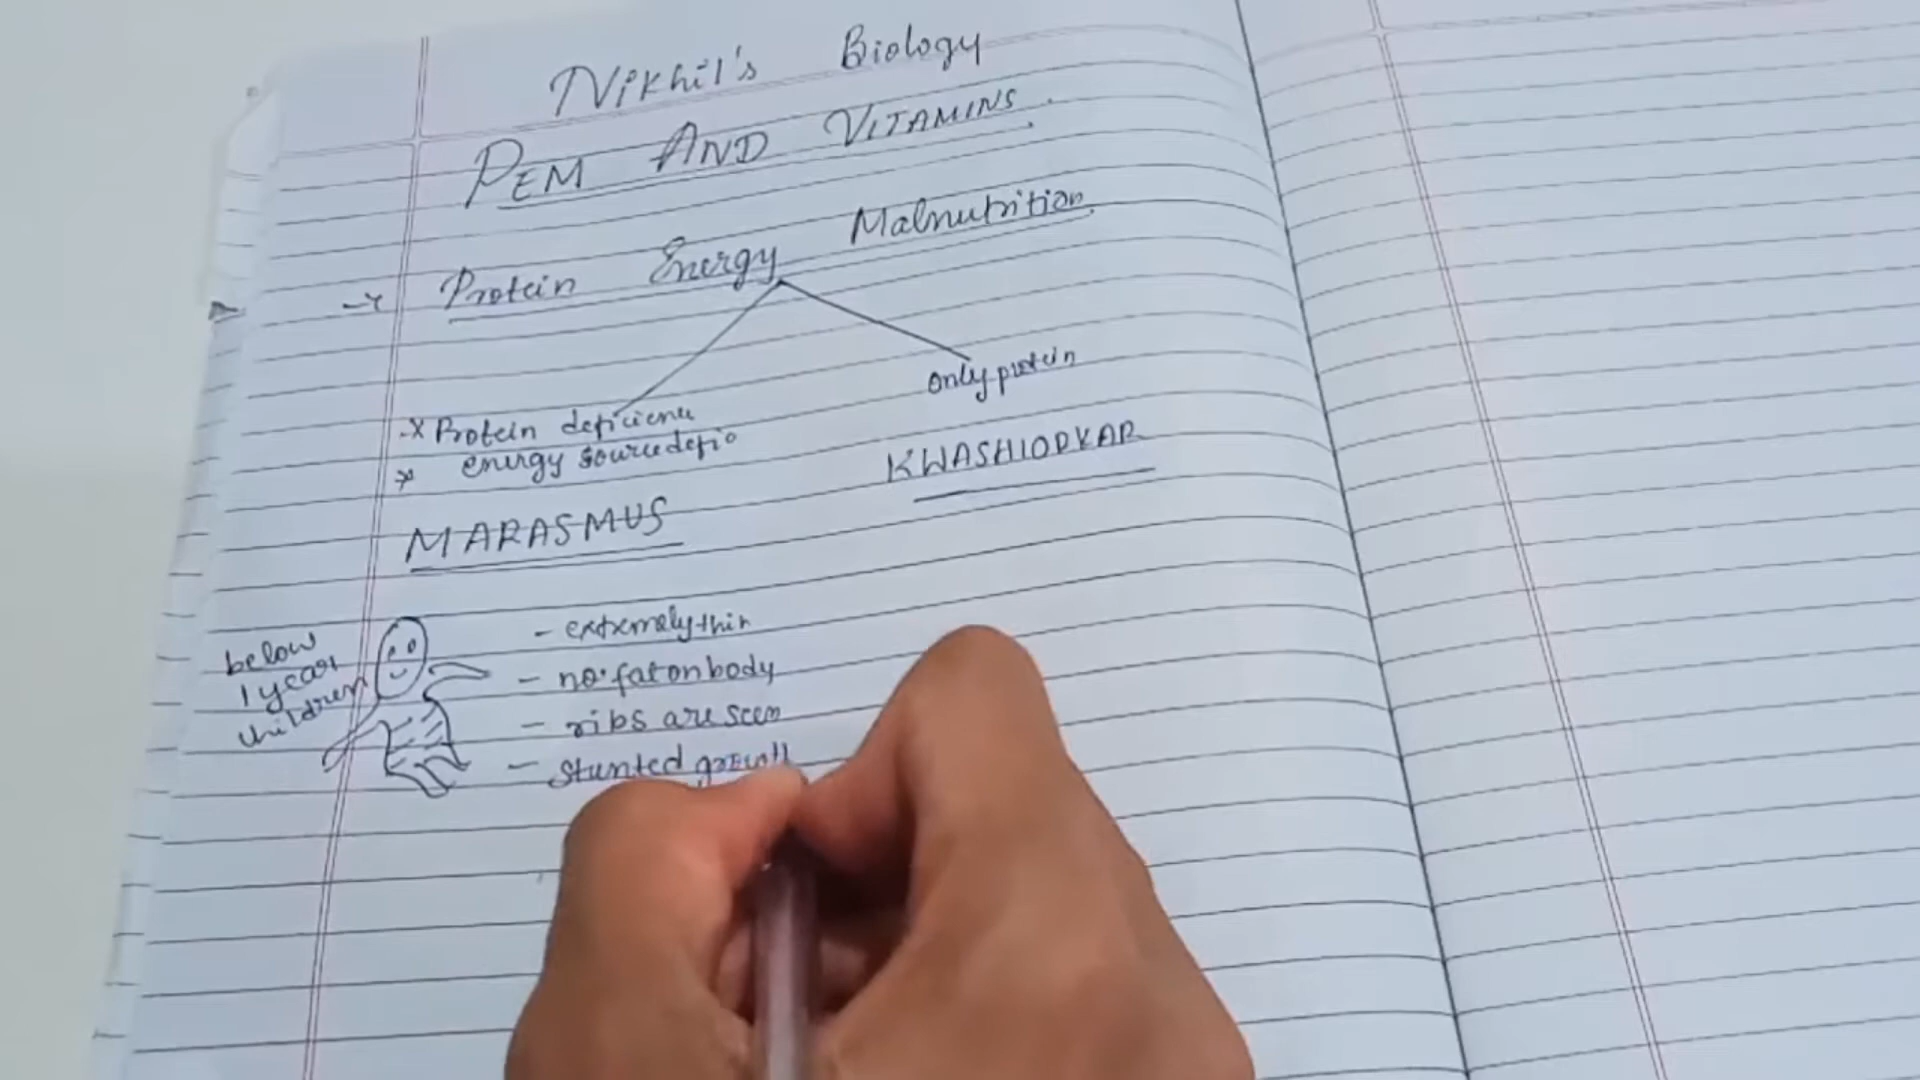 Nikhil's Biology
PEM AND VITAMINS.
Protein Energy Malnutrition.
only protein
Protein deficiene
energy source defic
KWASHIORKAR
MARASMUS
below
1 year
children
- extremely thin
- no. fat on body
- ribs are seen
- stunted growth